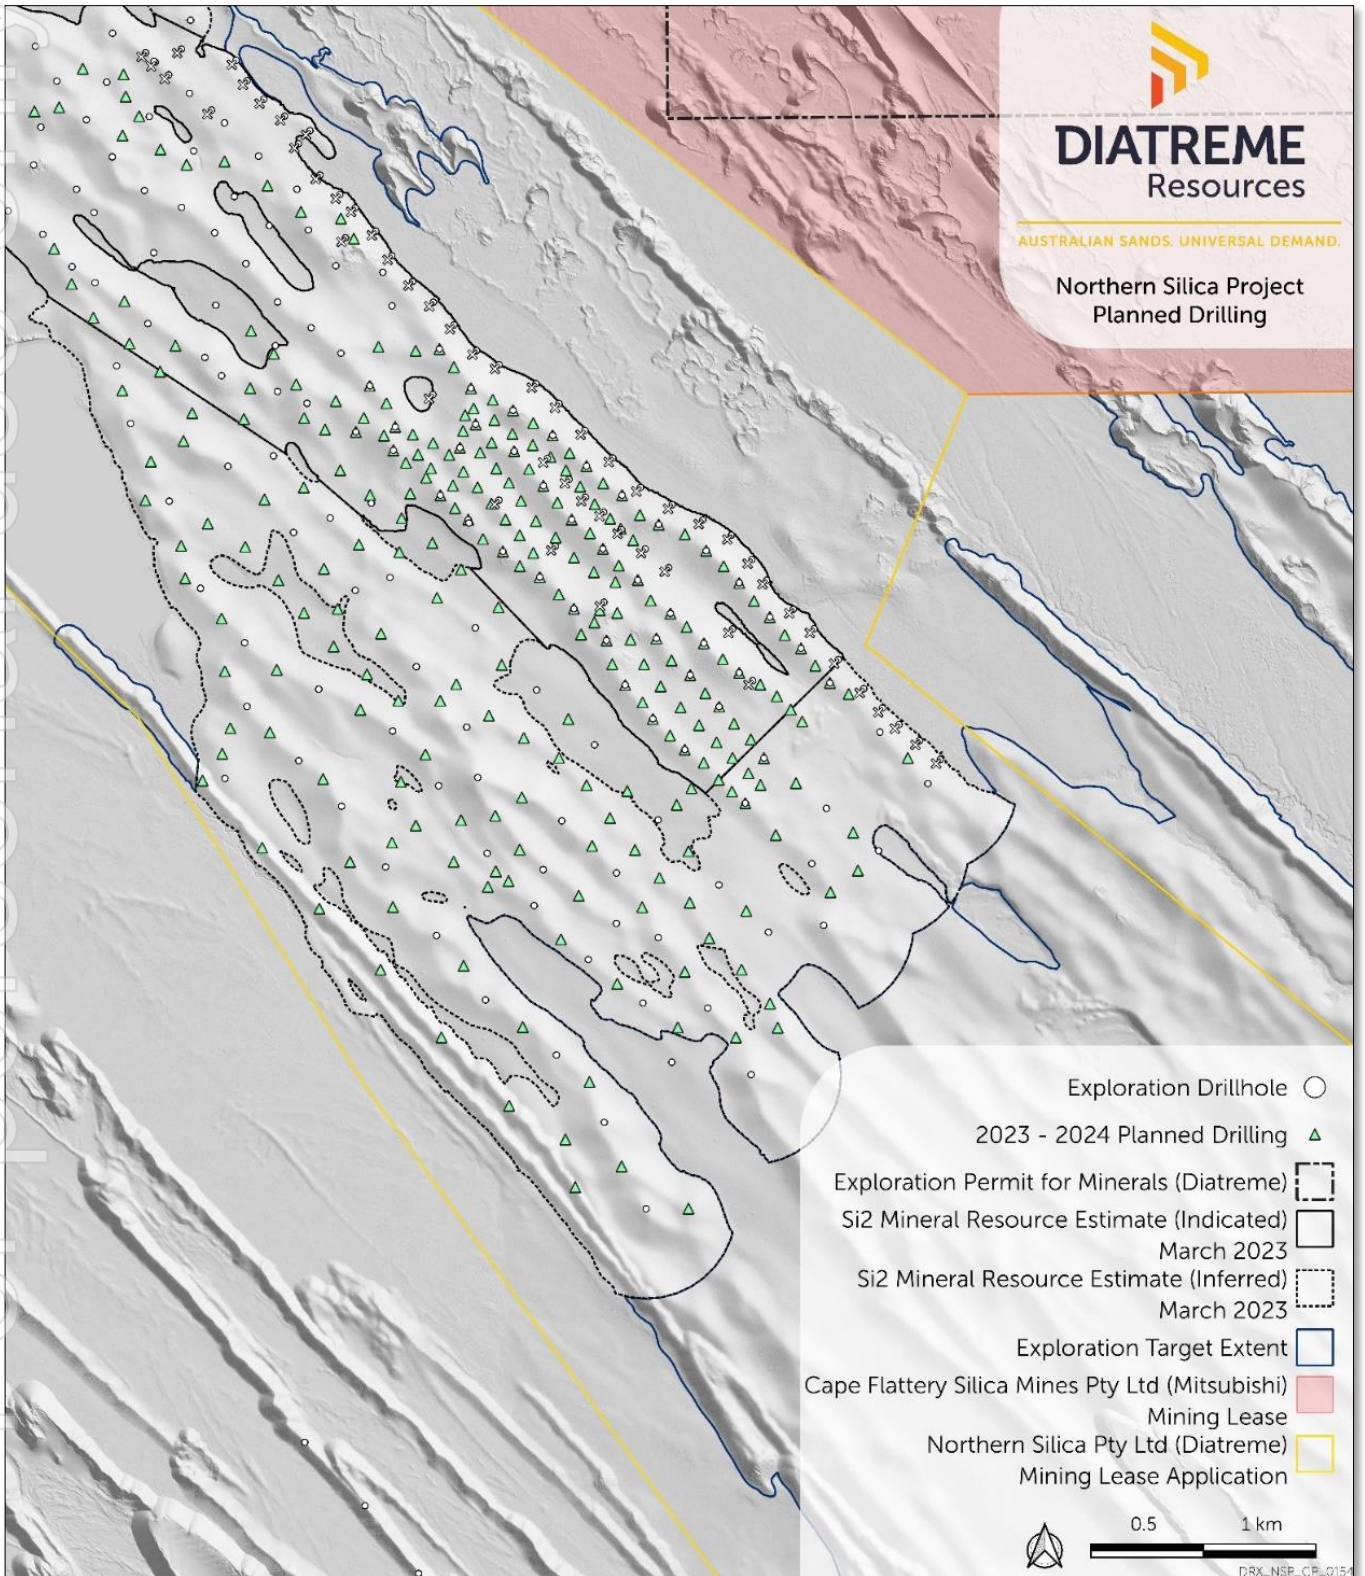 DIATREME
Resources
AUSTRALIAN SANDS. UNIVERSAL DEMAND.
Northern Silica Project
Planned Drilling
Exploration Drillhole
2023 - 2024 Planned Drilling
Exploration Permit for Minerals (Diatreme)
Si2 Mineral Resource Estimate (Indicated)
March 2023
Si2 Mineral Resource Estimate (Inferred)
March 2023
Exploration Target Extent
Cape Flattery Silica Mines Pty Ltd (Mitsubishi)
Mining Lease
Northern Silica Pty Ltd (Diatreme)
Mining Lease Application
0.5 1 km
DRX_NSP_CP_0154